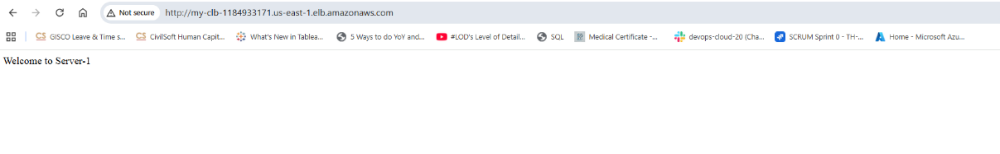 Not secure http://my-clb-1184933171.us-east-1.elb.amazonaws.com
CS GISCO Leave & Time s... CS CivilSoft Human Capit... What's New in Tablea... 5 Ways to do YoY and... #LOD's Level of Detail... SQL Medical Certificate -... devops-cloud-20 (Cha... SCRUM Sprint 0 - TH-... Home - Microsoft Azu...
Welcome to Server-1